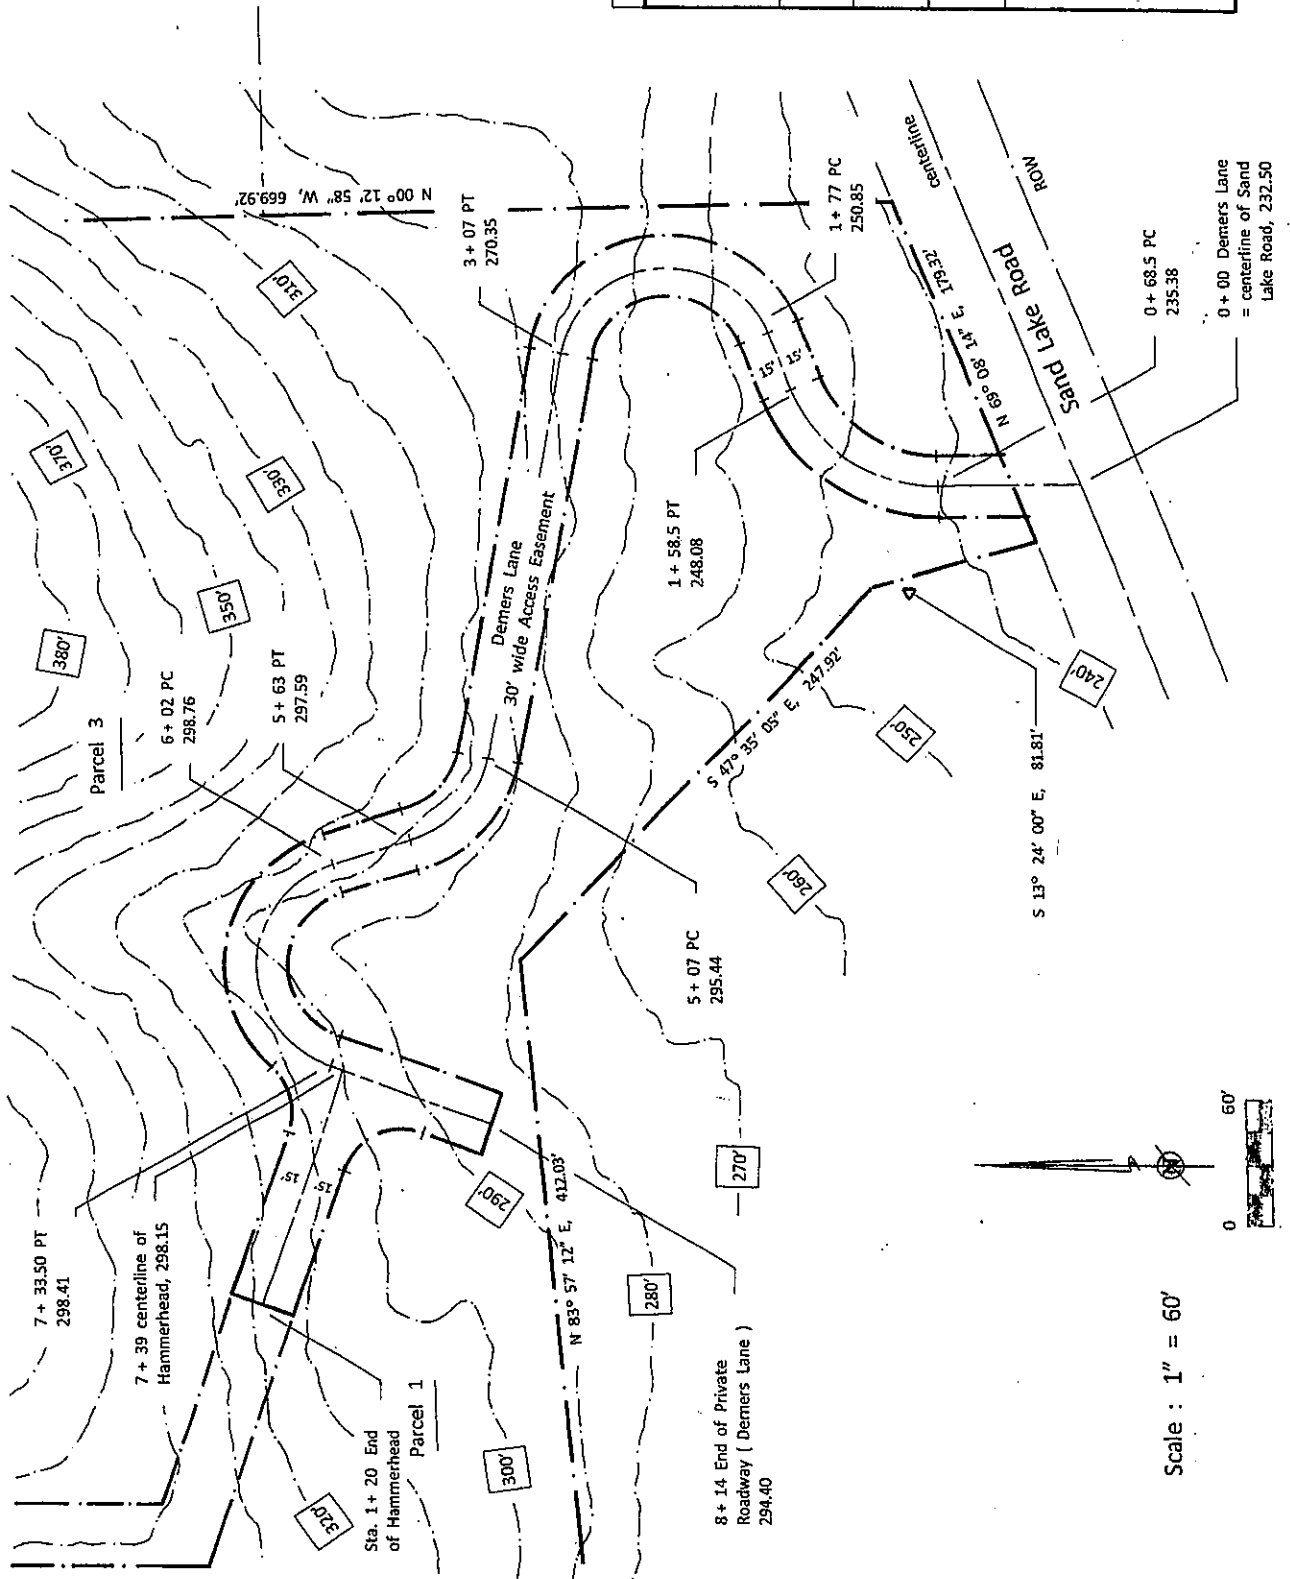 N 00° 12' 58" W, 669.92'
310'
3 + 07 PT
270.35
1 + 77 PC
250.85
centerline
ROW
Sand Lake Road
N 69° 08' 14" E, 179.32'
0 + 68.5 PC
235.38
0 + 00 Demers Lane
= centerline of Sand
Lake Road, 232.50
370'
330'
350'
380'
Parcel 3
6 + 02 PC
298.76
5 + 63 PT
297.59
Demers Lane
30' wide Access Easement
15'
15'
1 + 58.5 PT
248.08
S 47° 35' 05" E, 247.92'
240'
250'
260'
S 13° 24' 00" E, 81.81'
5 + 07 PC
295.44
7 + 33.50 PT
298.41
7 + 39 centerline of
Hammerhead, 298.15
15'
15'
290'
270'
280'
N 83° 57' 12" E, 412.03'
Sta. 1 + 20 End
of Hammerhead
Parcel 1
320'
300'
8 + 14 End of Private
Roadway ( Demers Lane )
294.40
N
0
60'
Scale : 1" = 60'